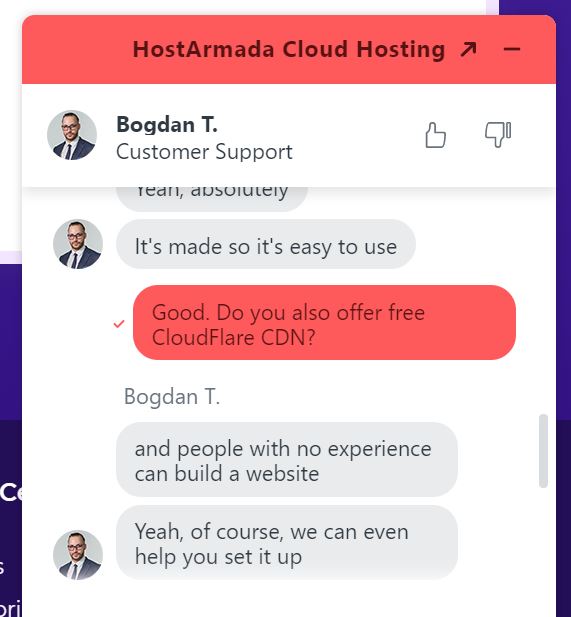 HostArmada Cloud Hosting
Bogdan T.
Customer Support
Yeah, absolutely
It's made so it's easy to use
Good. Do you also offer free
CloudFlare CDN?
Bogdan T.
and people with no experience
can build a website
Yeah, of course, we can even
help you set it up